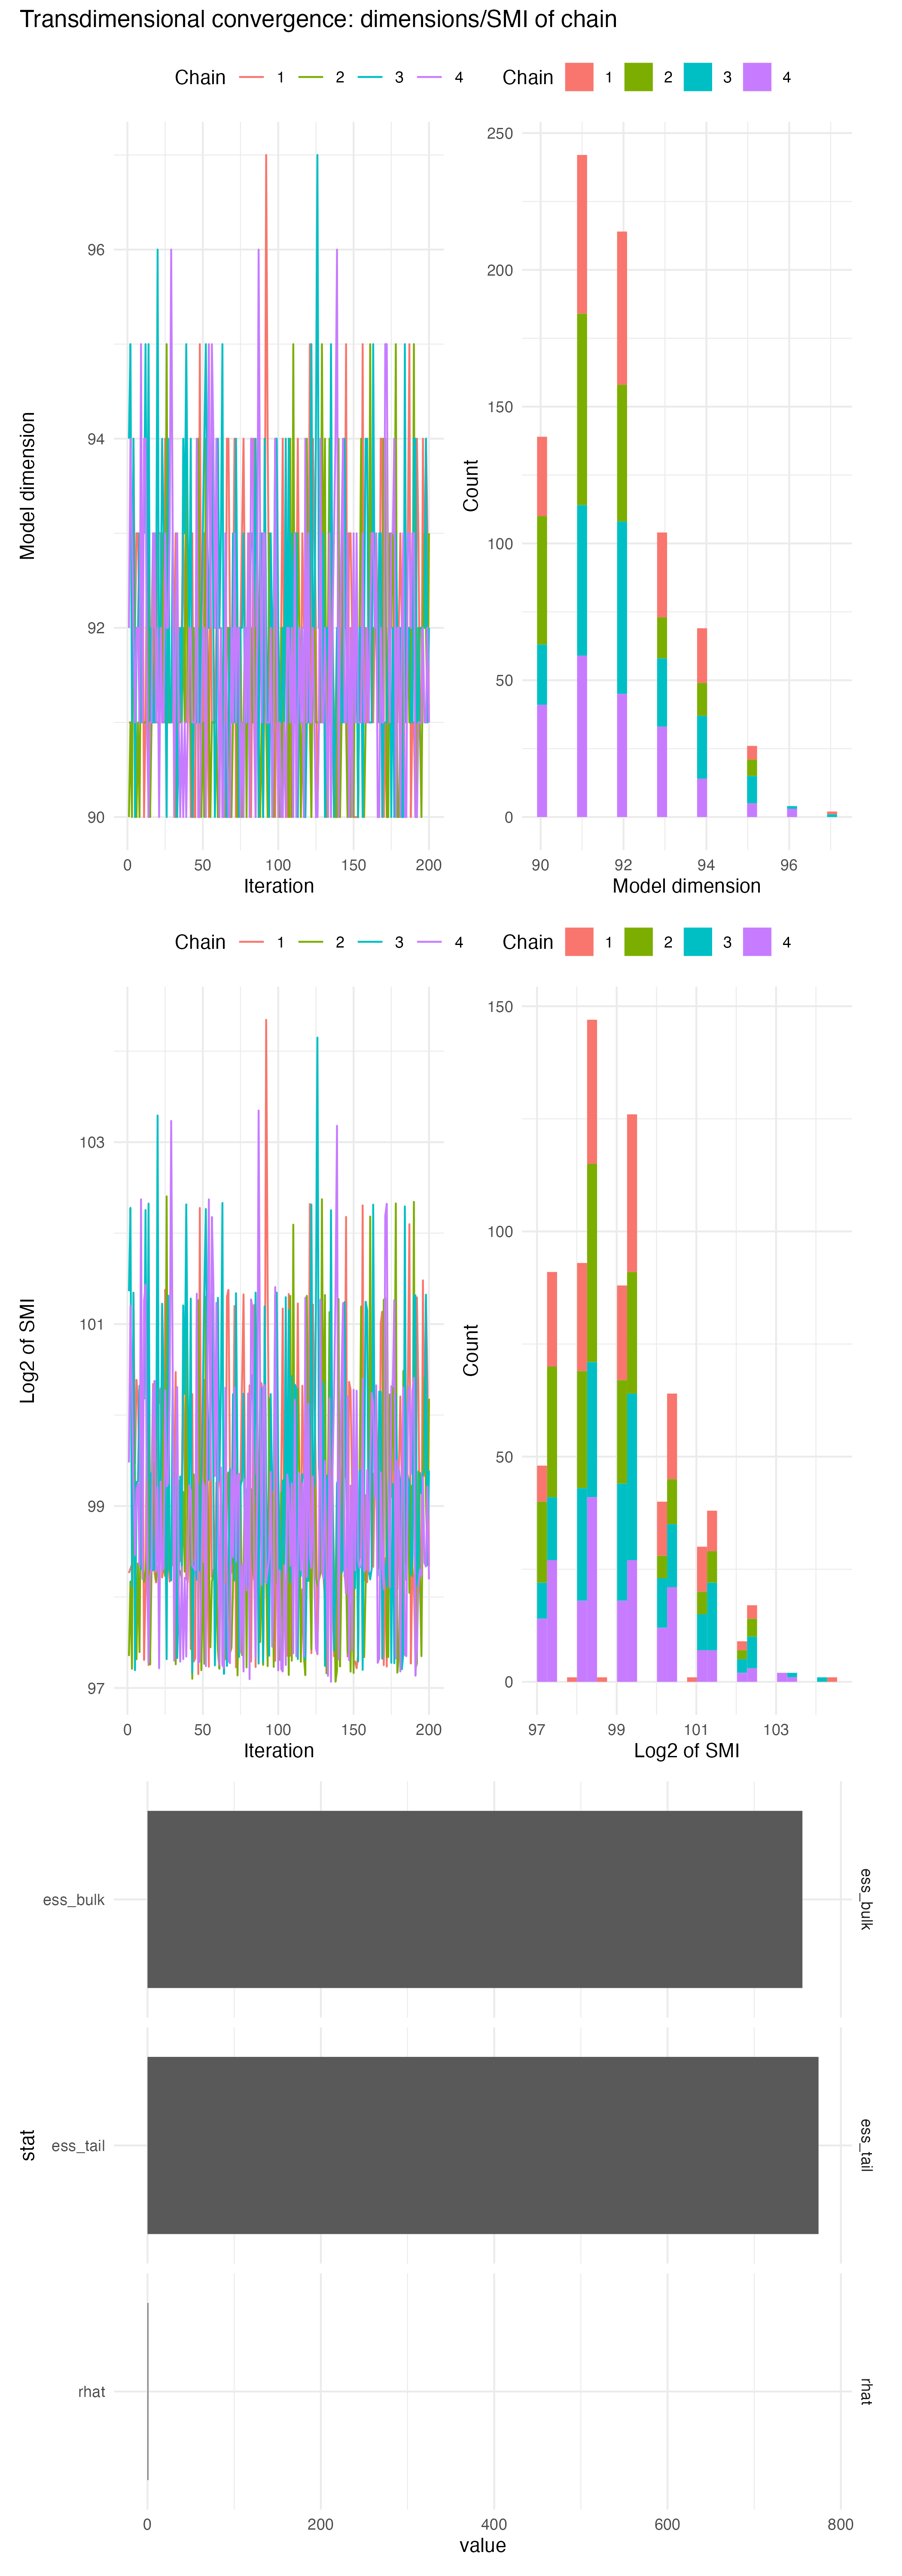 Transdimensional convergence: dimensions/SMI of chain
Chain 1 2 3 4
Chain 1 2 3 4
Model dimension
96
94
92
90
0 50 100 150 200
Iteration
Count
250
200
150
100
50
0
90 92 94 96
Model dimension
Chain 1 2 3 4
Chain 1 2 3 4
Log2 of SMI
103
101
99
97
0 50 100 150 200
Iteration
Count
150
100
50
0
97 99 101 103
Log2 of SMI
stat
ess_bulk
ess_bulk
ess_tail
ess_tail
rhat
rhat
0 200 400 600 800
value